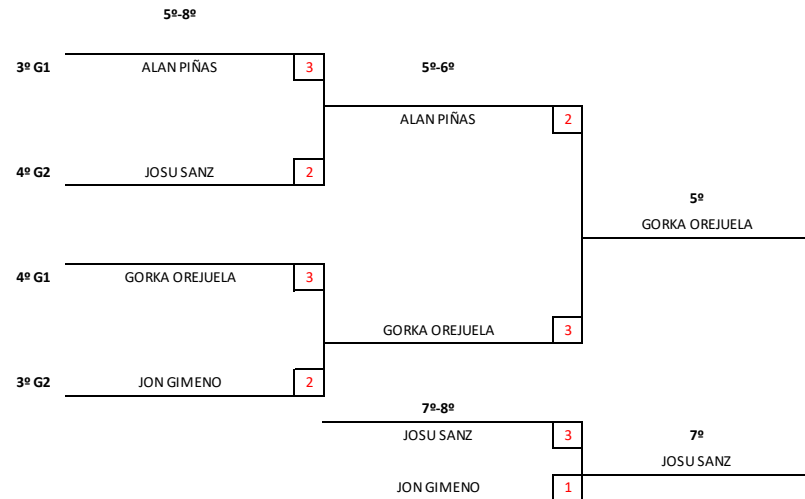 5º-8º
3º G1 ALAN PIÑAS 3 5º-6º
ALAN PIÑAS 2
4º G2 JOSU SANZ 2
5º
GORKA OREJUELA
4º G1 GORKA OREJUELA 3
GORKA OREJUELA 3
3º G2 JON GIMENO 2
7º-8º
JOSU SANZ 3 7º
JOSU SANZ
JON GIMENO 1